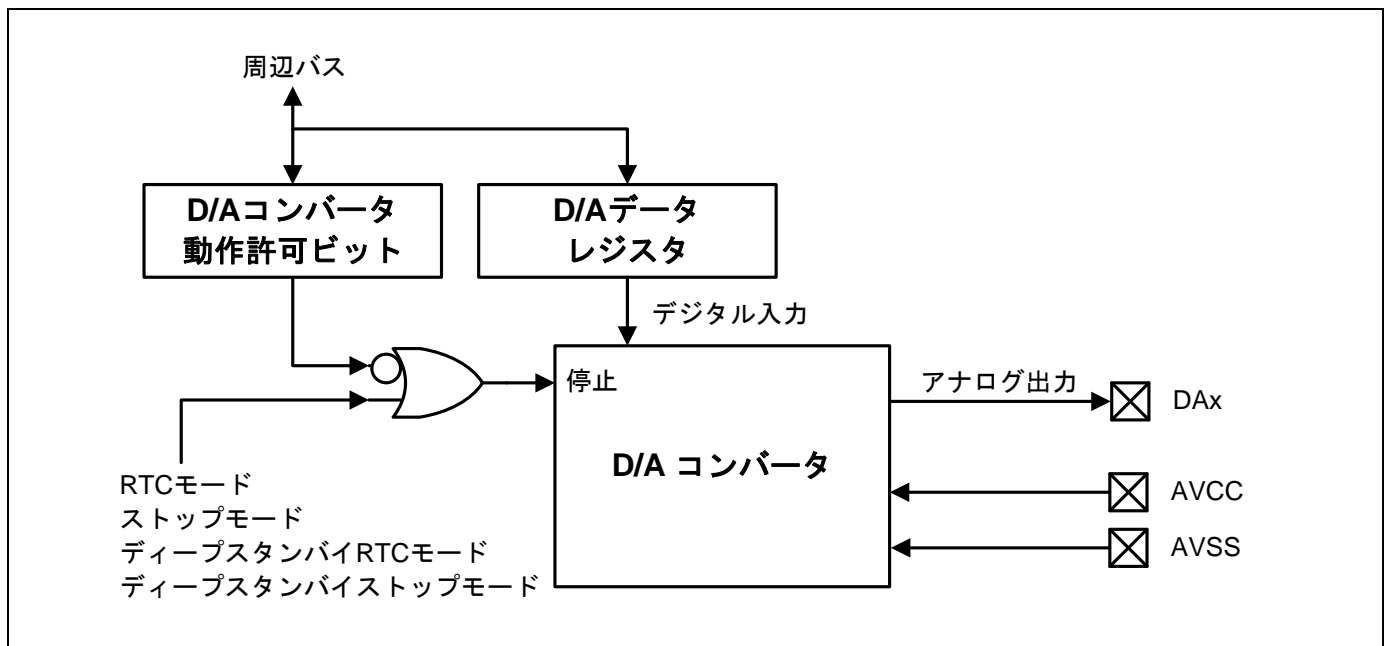 周辺バス
D/Aコンバータ
動作許可ビット
D/Aデータ
レジスタ
デジタル入力
停止
アナログ出力
DAx
D/A コンバータ
AVCC
AVSS
RTCモード
ストップモード
ディープスタンバイRTCモード
ディープスタンバイストップモード